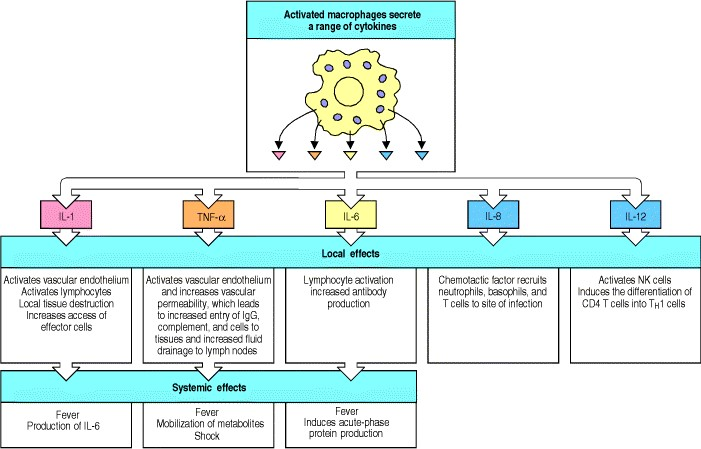 Activated macrophages secrete
a range of cytokines
IL-1
TNF-α
IL-6
IL-8
IL-12
Local effects
Activates vascular endothelium
Activates lymphocytes
Local tissue destruction
Increases access of
effector cells
Activates vascular endothelium
and increases vascular
permeability, which leads
to increased entry of IgG,
complement, and cells to
tissues and increased fluid
drainage to lymph nodes
Lymphocyte activation
increased antibody
production
Chemotactic factor recruits
neutrophils, basophils, and
T cells to site of infection
Activates NK cells
Induces the differentiation of
CD4 T cells into TH1 cells
Systemic effects
Fever
Production of IL-6
Fever
Mobilization of metabolites
Shock
Fever
Induces acute-phase
protein production